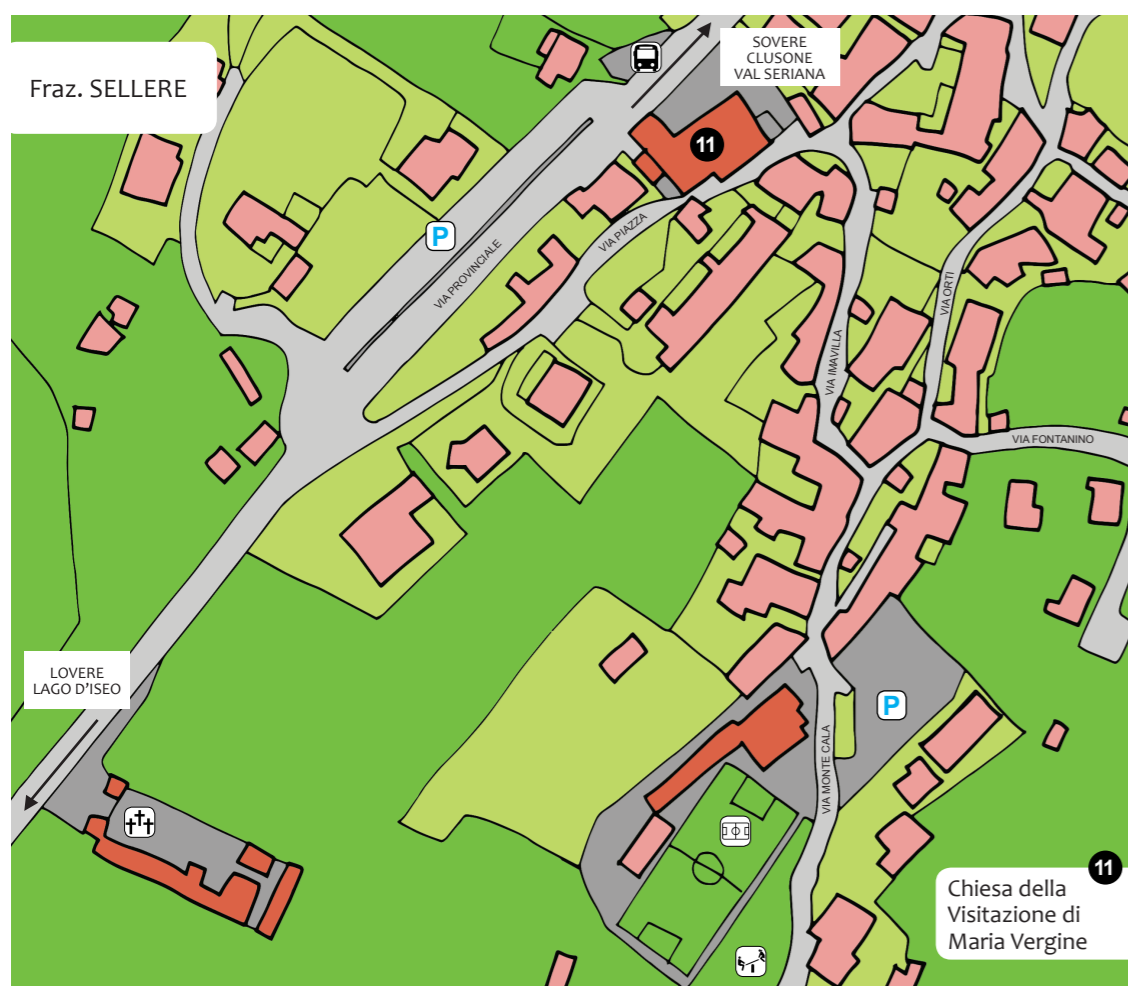 Fraz. SELLERE
SOVERE
CLUSONE
VAL SERIANA
11
P
VIA PROVINCIALE
VIA PIAZZA
VIA IMAVILLA
VIA ORTI
VIA FONTANINO
LOVERE
LAGO D'ISEO
P
VIA MONTE CALA
11
Chiesa della
Visitazione di
Maria Vergine